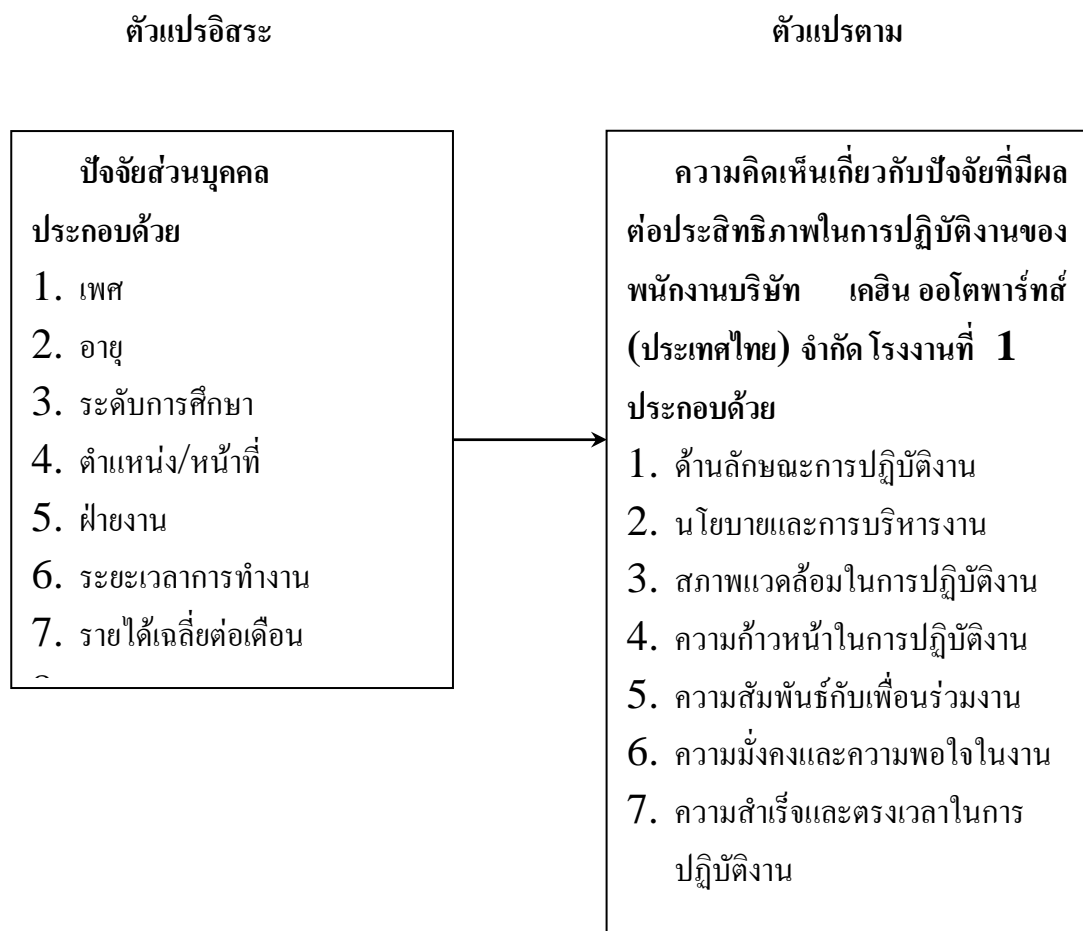 ตัวแปรอิสระ
ตัวแปรตาม
ปัจจัยส่วนบุคคล
ประกอบด้วย
1. เพศ
2. อายุ
3. ระดับการศึกษา
4. ตำแหน่ง/หน้าที่
5. ฝ่ายงาน
6. ระยะเวลาการทำงาน
7. รายได้เฉลี่ยต่อเดือน
ความคิดเห็นเกี่ยวกับปัจจัยที่มีผล
ต่อประสิทธิภาพในการปฏิบัติงานของ
พนักงานบริษัท เคฮิน ออโตพาร์ทส์
(ประเทศไทย) จำกัด โรงงานที่ 1
ประกอบด้วย
1. ด้านลักษณะการปฏิบัติงาน
2. นโยบายและการบริหารงาน
3. สภาพแวดล้อมในการปฏิบัติงาน
4. ความก้าวหน้าในการปฏิบัติงาน
5. ความสัมพันธ์กับเพื่อนร่วมงาน
6. ความมั่งคงและความพอใจในงาน
7. ความสำเร็จและตรงเวลาในการ
ปฏิบัติงาน